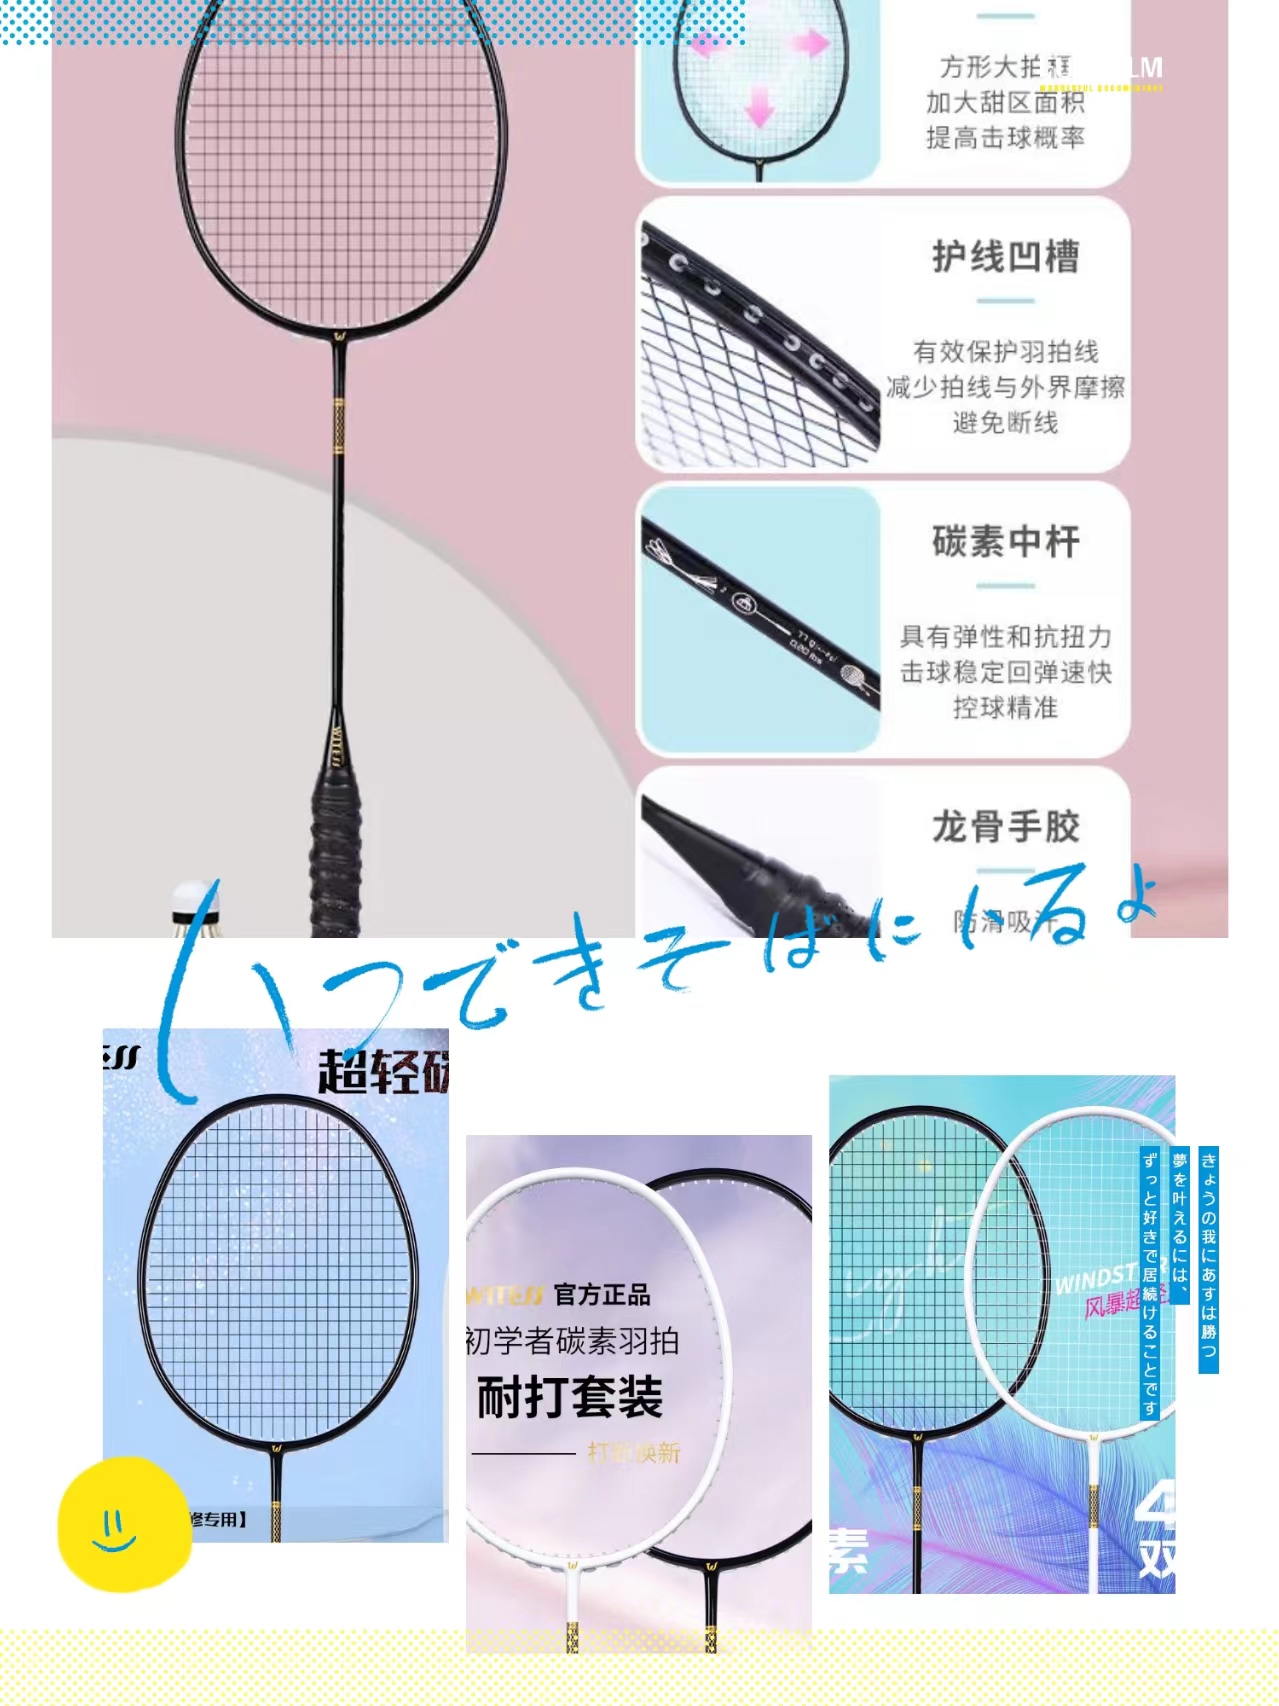 方形大拍框
加大甜区面积
提高击球概率
护线凹槽
有效保护羽拍线
减少拍线与外界摩擦
避免断线
碳素中杆
具有弹性和抗扭力
击球稳定回弹速快
控球精准
龙骨手胶
防滑吸汗
WITESS
いつできそばにいるよ
超轻碳
修专用】
WITESS 官方正品
初学者碳素羽拍
耐打套装
打断换新
WINDST
风暴超
素
4
双
きょうの我にあすは勝つ
夢を叶えるには、
ずっと好きで居続けることです